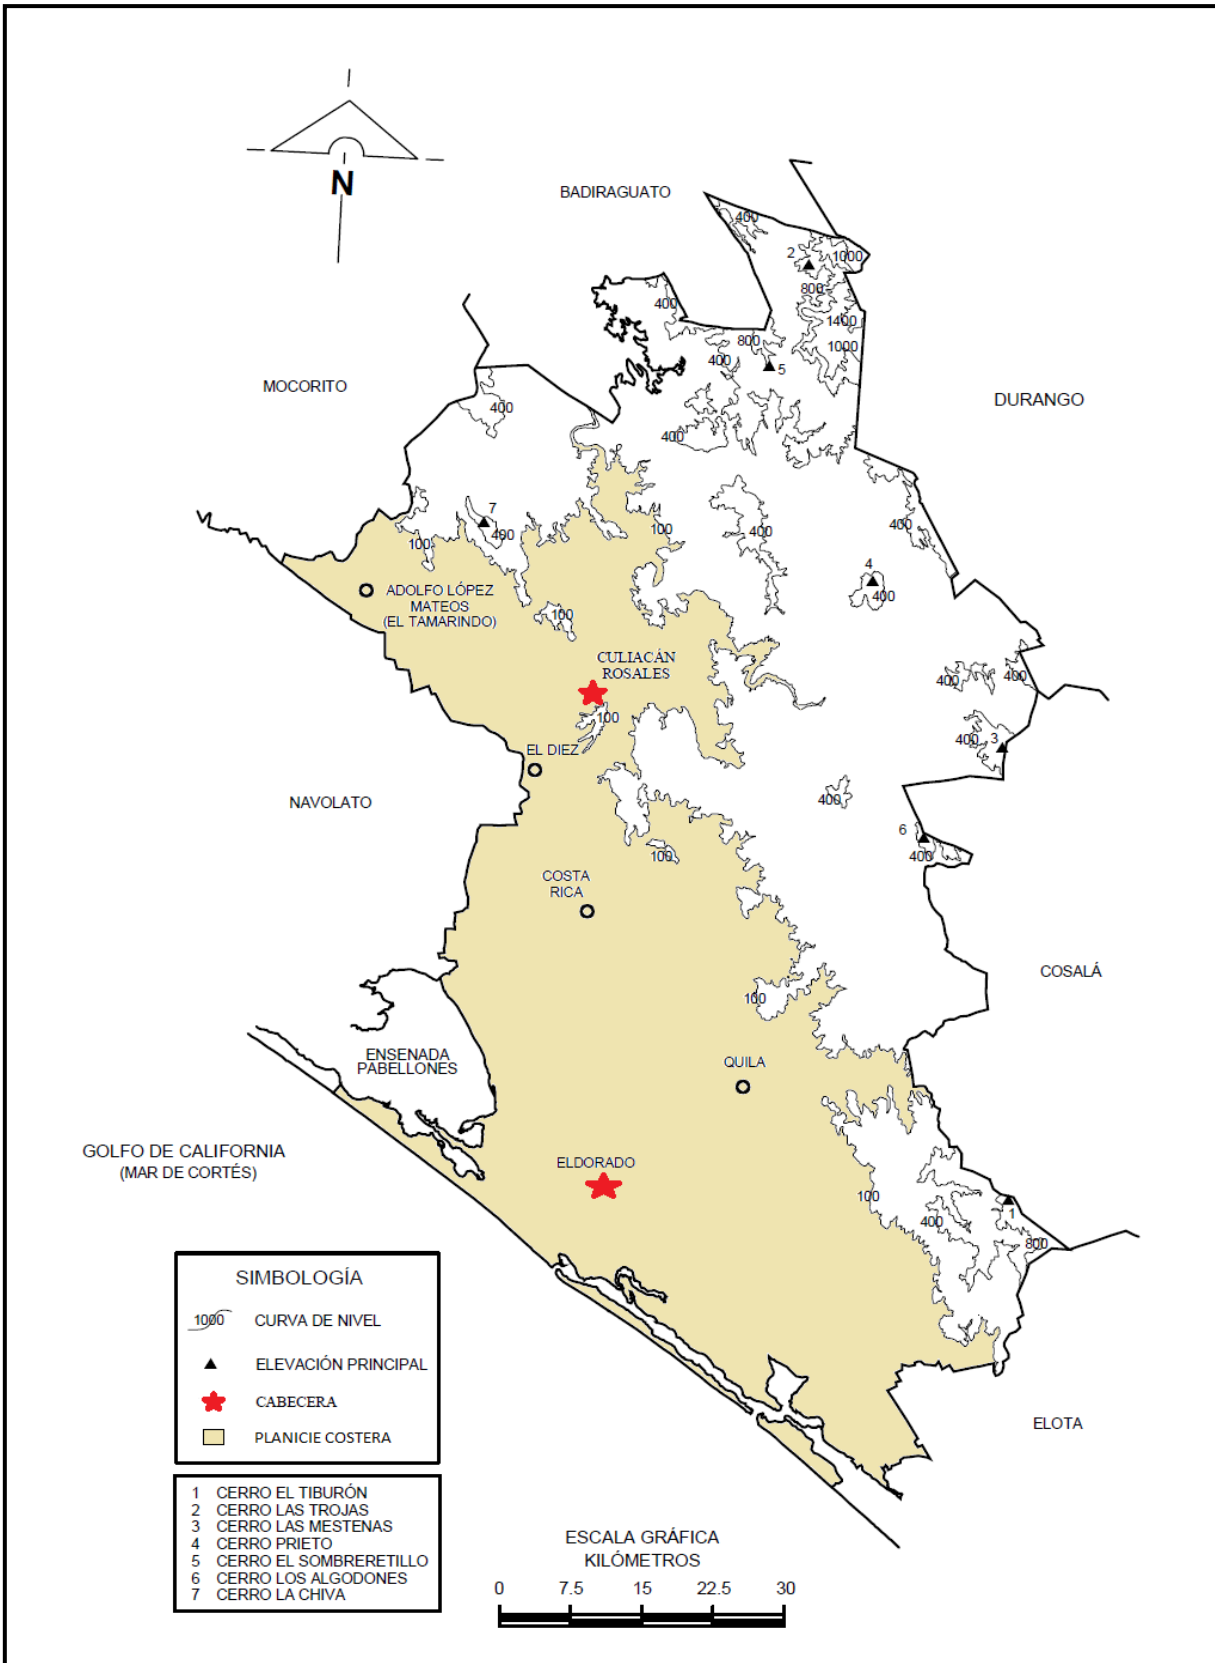 N
BADIRAGUATO
400
2
1000
800
400
1400
800
1000
400
5
MOCORITO
400
DURANGO
400
7
400
100
100
400
400
4
400
ADOLFO LÓPEZ
MATEOS
(EL TAMARINDO)
100
CULIACÁN
ROSALES
400
400
100
3
400
EL DIEZ
NAVOLATO
400
6
400
100
COSTA
RICA
COSALÁ
100
ENSENADA
PABELLONES
QUILA
GOLFO DE CALIFORNIA
(MAR DE CORTÉS)
ELDORADO
100
1
400
800
SIMBOLOGÍA
1000 CURVA DE NIVEL
ELEVACIÓN PRINCIPAL
CABECERA
PLANICIE COSTERA
ELOTA
1 CERRO EL TIBURÓN
2 CERRO LAS TROJAS
3 CERRO LAS MESTENAS
4 CERRO PRIETO
5 CERRO EL SOMBRERETILLO
6 CERRO LOS ALGODONES
7 CERRO LA CHIVA
ESCALA GRÁFICA
KILÓMETROS
0 7.5 15 22.5 30